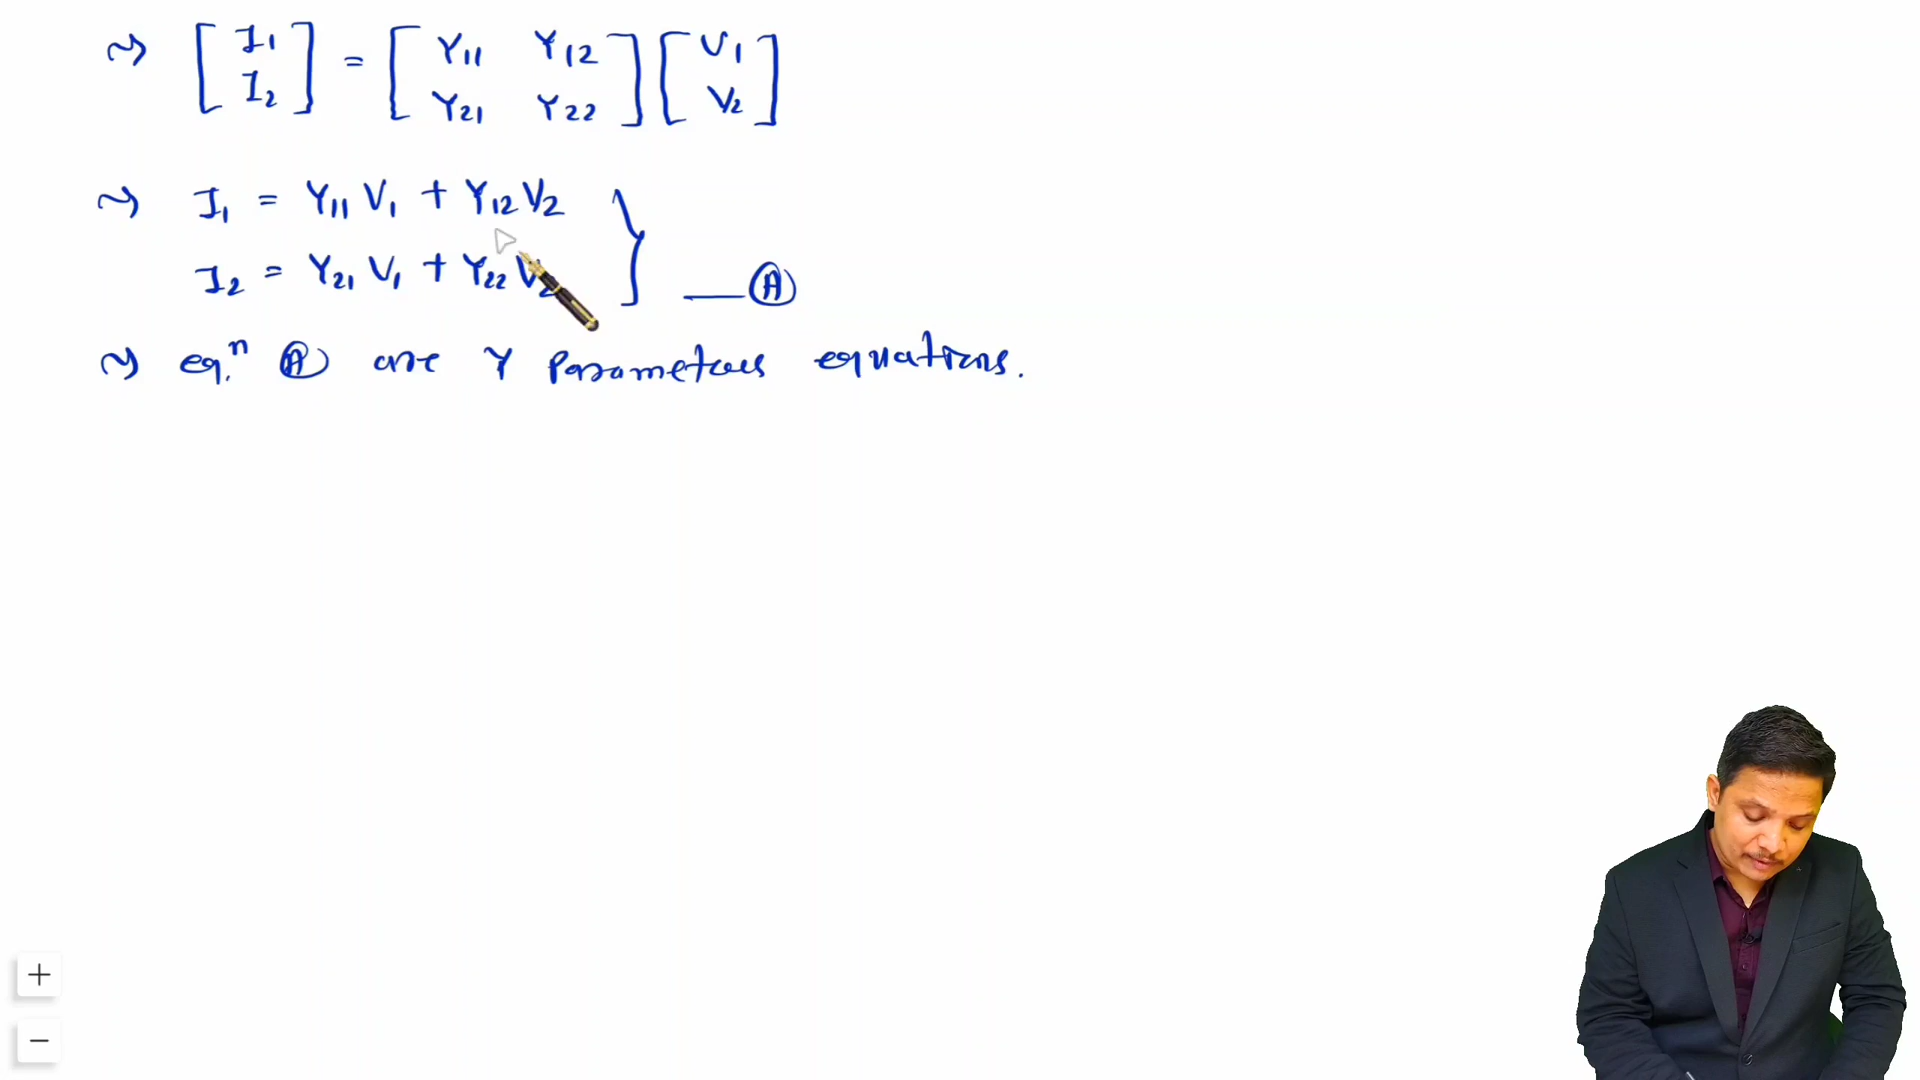 ~> [I1 I2] = [Y11 Y12 Y21 Y22] [V1 V2]
~> I1 = Y11 V1 + Y12 V2
I2 = Y21 V1 + Y22 V2 } — A
~> eqn A are Y Parameters equations.